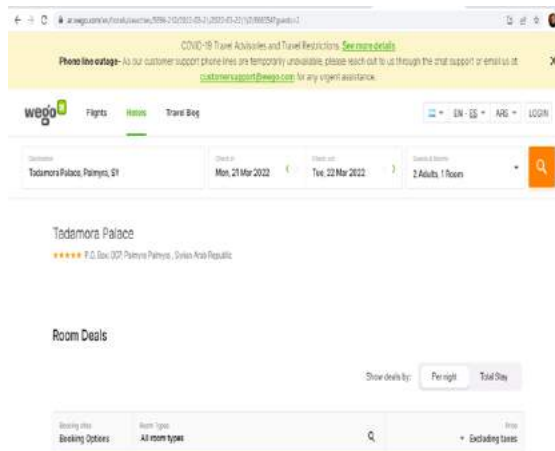 COVID-19 Travel Advisories and Travel Restrictions. See more details
Phone line outage- As our customer support phone lines are temporarily unavailable, please reach out to us through the chat support or email us at
customersupport@wego.com for any urgent assistance.
wego
Flights Hotels Travel Blog
EN - ES ARS LOGIN
Destination Check in Check out Guests & Rooms
Tadamora Palace, Palmyra, SY Mon, 21 Mar 2022 Tue, 22 Mar 2022 2 Adults, 1 Room
Tadamora Palace
P.O. Box: 007, Palmyra Palmyra, Syrian Arab Republic
Room Deals
Show deals by: Per night Total Stay
Booking sites Room Types Price
Booking Options All room types Excluding taxes